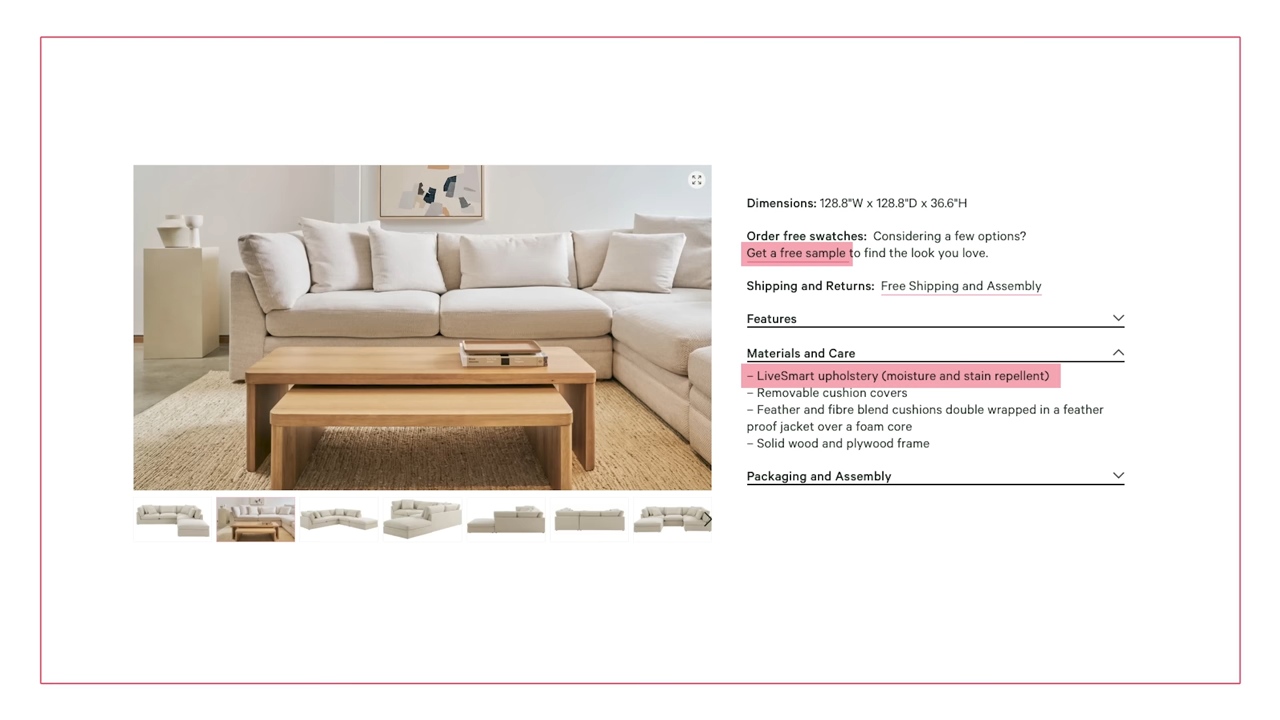 Dimensions: 128.8"W x 128.8"D x 36.6"H
Order free swatches: Considering a few options?
Get a free sample to find the look you love.
Shipping and Returns: Free Shipping and Assembly
Features
Materials and Care
– LiveSmart upholstery (moisture and stain repellent)
– Removable cushion covers
– Feather and fibre blend cushions double wrapped in a feather
proof jacket over a foam core
– Solid wood and plywood frame
Packaging and Assembly